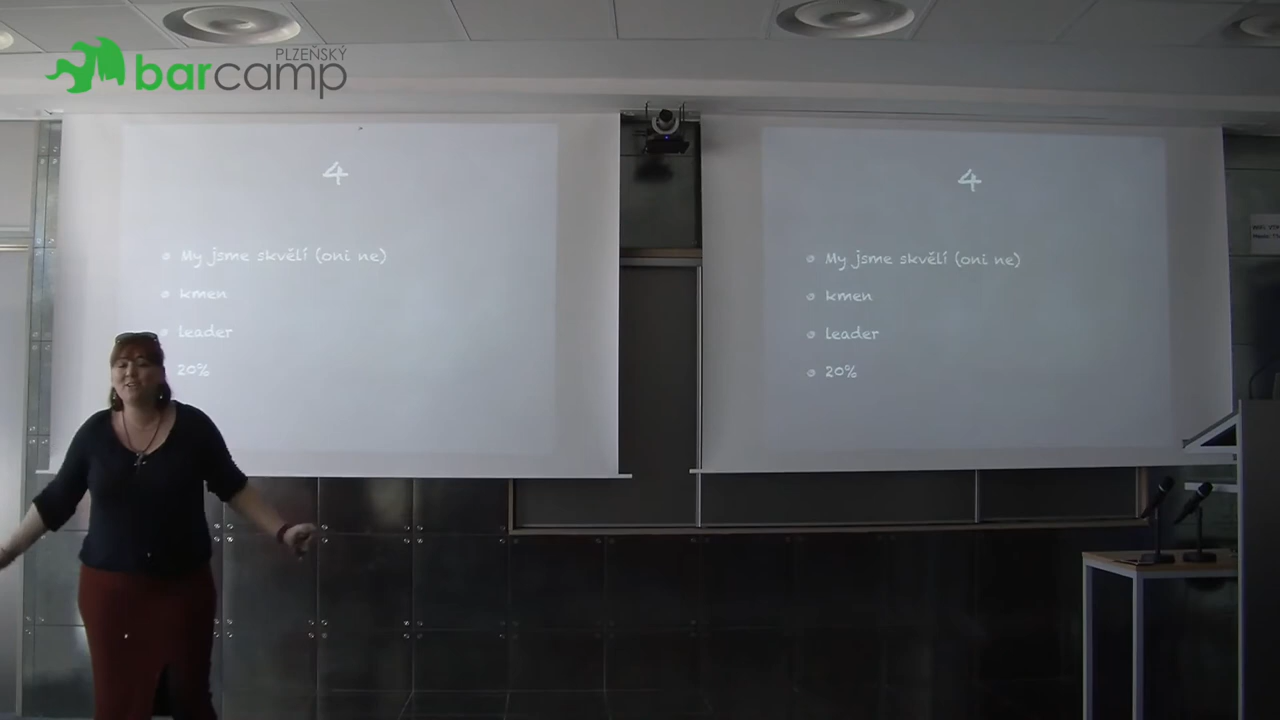 PLZEŇSKÝ
barcamp
4
My jsme skvělí (oni ne)
kmen
leader
20%
4
My jsme skvělí (oni ne)
kmen
leader
20%